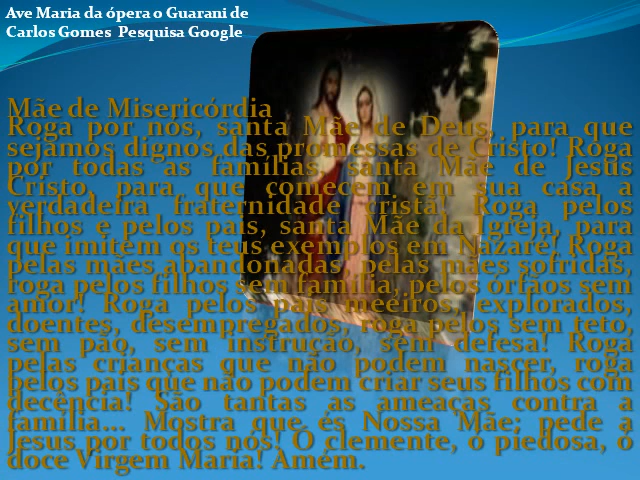 Ave Maria da ópera o Guarani de
Carlos Gomes Pesquisa Google
Mãe de Misericórdia
Roga por nós, santa Mãe de Deus, para que
sejamos dignos das promessas de Cristo! Roga
por todas as famílias, santa Mãe de Jesus
Cristo, para que comecem em sua casa a
verdadeira fraternidade cristã! Roga pelos
filhos e pelos pais, santa Mãe da Igreja, para
que imitem os teus exemplos em Nazaré! Roga
pelas mães abandonadas, pelas mães sofridas,
roga pelos filhos sem família, pelos órfãos sem
amor! Roga pelos pais meeiros, explorados,
doentes, desempregados, roga pelos sem teto,
sem pão, sem instrução, sem defesa! Roga
pelas crianças que não podem nascer, roga
pelos pais que não podem criar seus filhos com
decência! São tantas as ameaças contra a
família... Mostra que és Nossa Mãe; pede a
Jesus por todos nós! Ó clemente, ó piedosa, ó
doce Virgem Maria! Amém.